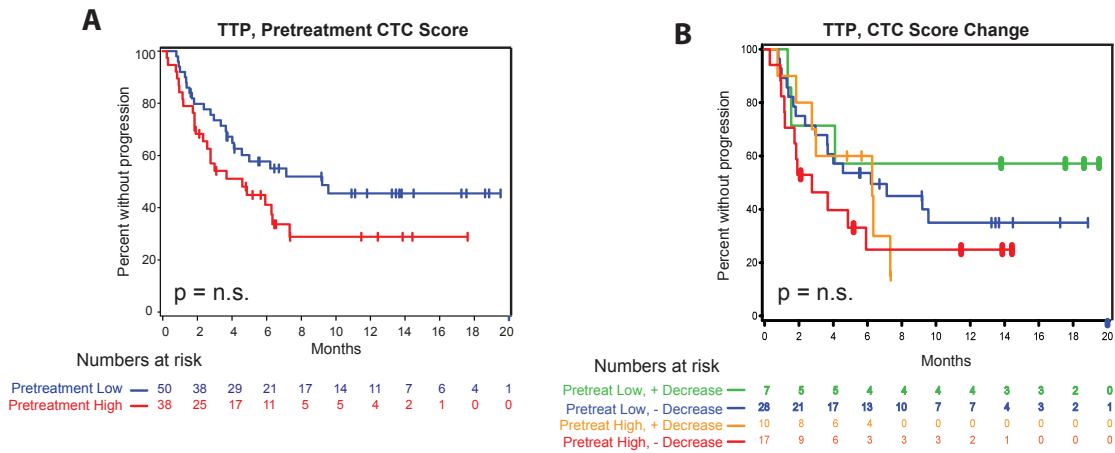 A
TTP, Pretreatment CTC Score
Percent without progression
100
80
60
40
20
0
p = n.s.
0 2 4 6 8 10 12 14 16 18 20
Months
Numbers at risk
Pretreatment Low 50 38 29 21 17 14 11 7 6 4 1
Pretreatment High 38 25 17 11 5 5 4 2 1 0 0
B
TTP, CTC Score Change
Percent without progression
100
80
60
40
20
0
p = n.s.
0 2 4 6 8 10 12 14 16 18 20
Months
Numbers at risk
Pretreat Low, + Decrease 7 5 5 4 4 4 4 3 3 2 0
Pretreat Low, - Decrease 28 21 17 13 10 7 7 4 3 2 1
Pretreat High, + Decrease 10 8 6 4 0 0 0 0 0 0 0
Pretreat High, - Decrease 17 9 6 3 3 3 2 1 0 0 0